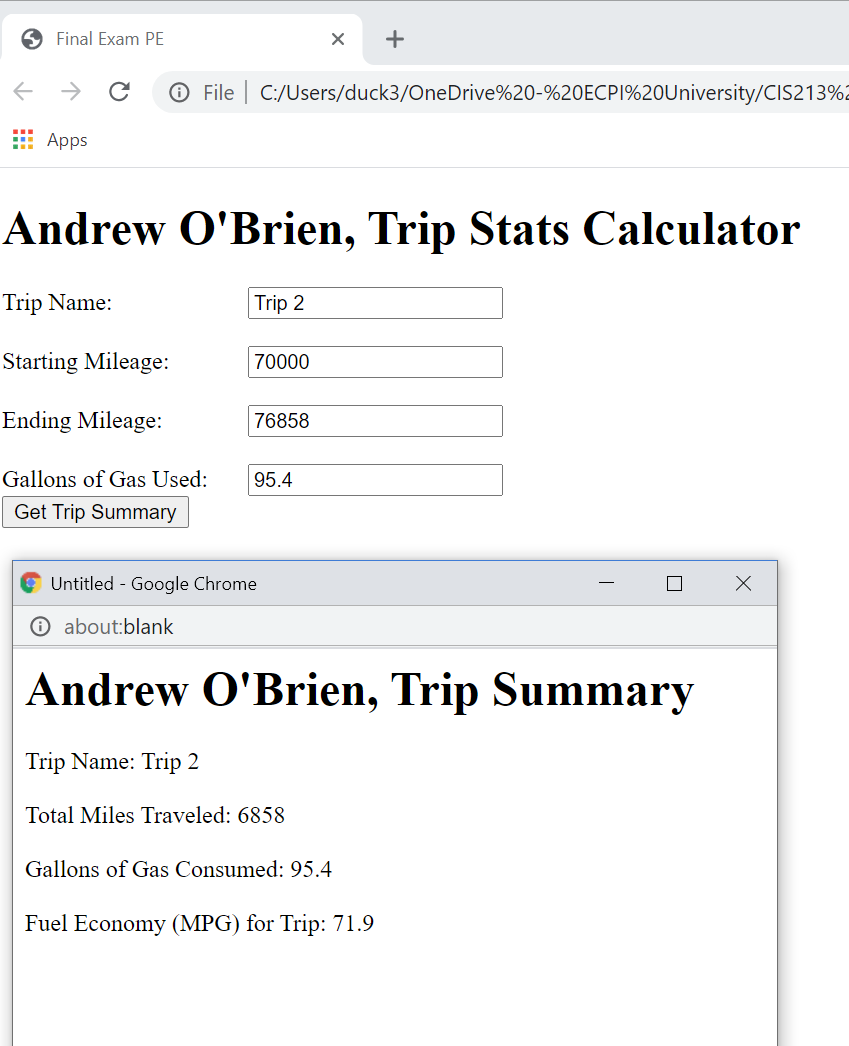 Final Exam PE
File | C:/Users/duck3/OneDrive%20-%20ECPI%20University/CIS213%2
Apps
Andrew O'Brien, Trip Stats Calculator
Trip Name: Trip 2
Starting Mileage: 70000
Ending Mileage: 76858
Gallons of Gas Used: 95.4
Get Trip Summary
Untitled - Google Chrome
about:blank
Andrew O'Brien, Trip Summary
Trip Name: Trip 2
Total Miles Traveled: 6858
Gallons of Gas Consumed: 95.4
Fuel Economy (MPG) for Trip: 71.9